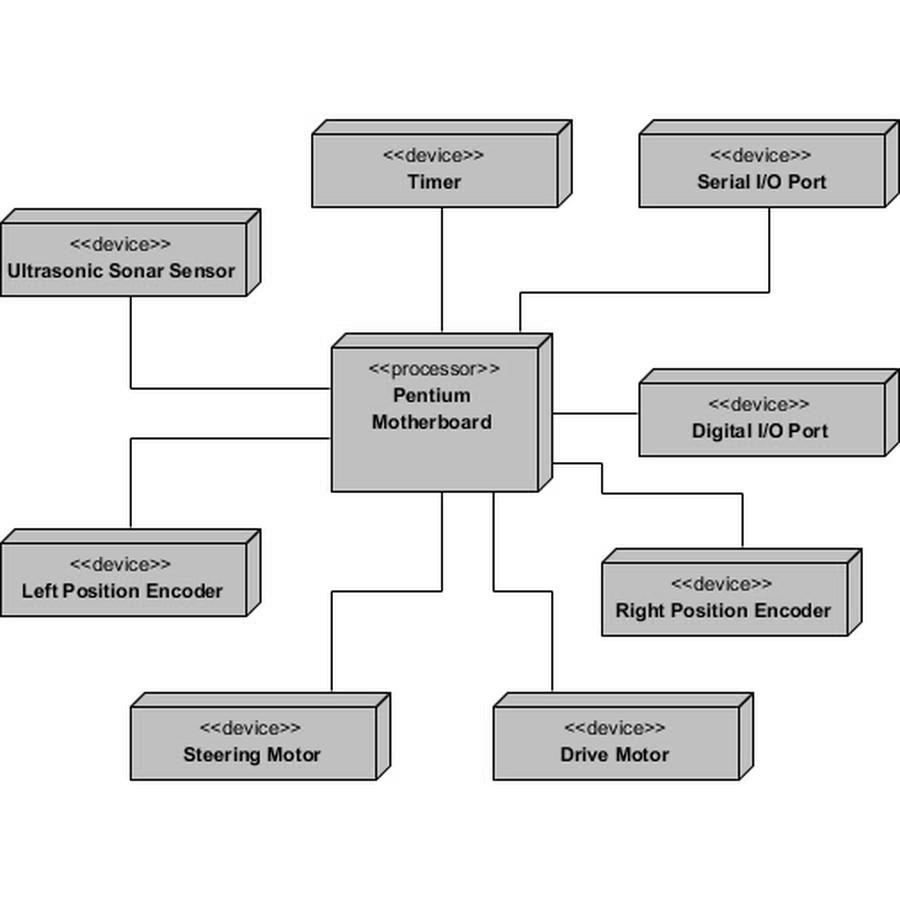 <<device>>
Timer
<<device>>
Serial I/O Port
<<device>>
Ultrasonic Sonar Sensor
<<processor>>
Pentium
Motherboard
<<device>>
Digital I/O Port
<<device>>
Left Position Encoder
<<device>>
Right Position Encoder
<<device>>
Steering Motor
<<device>>
Drive Motor